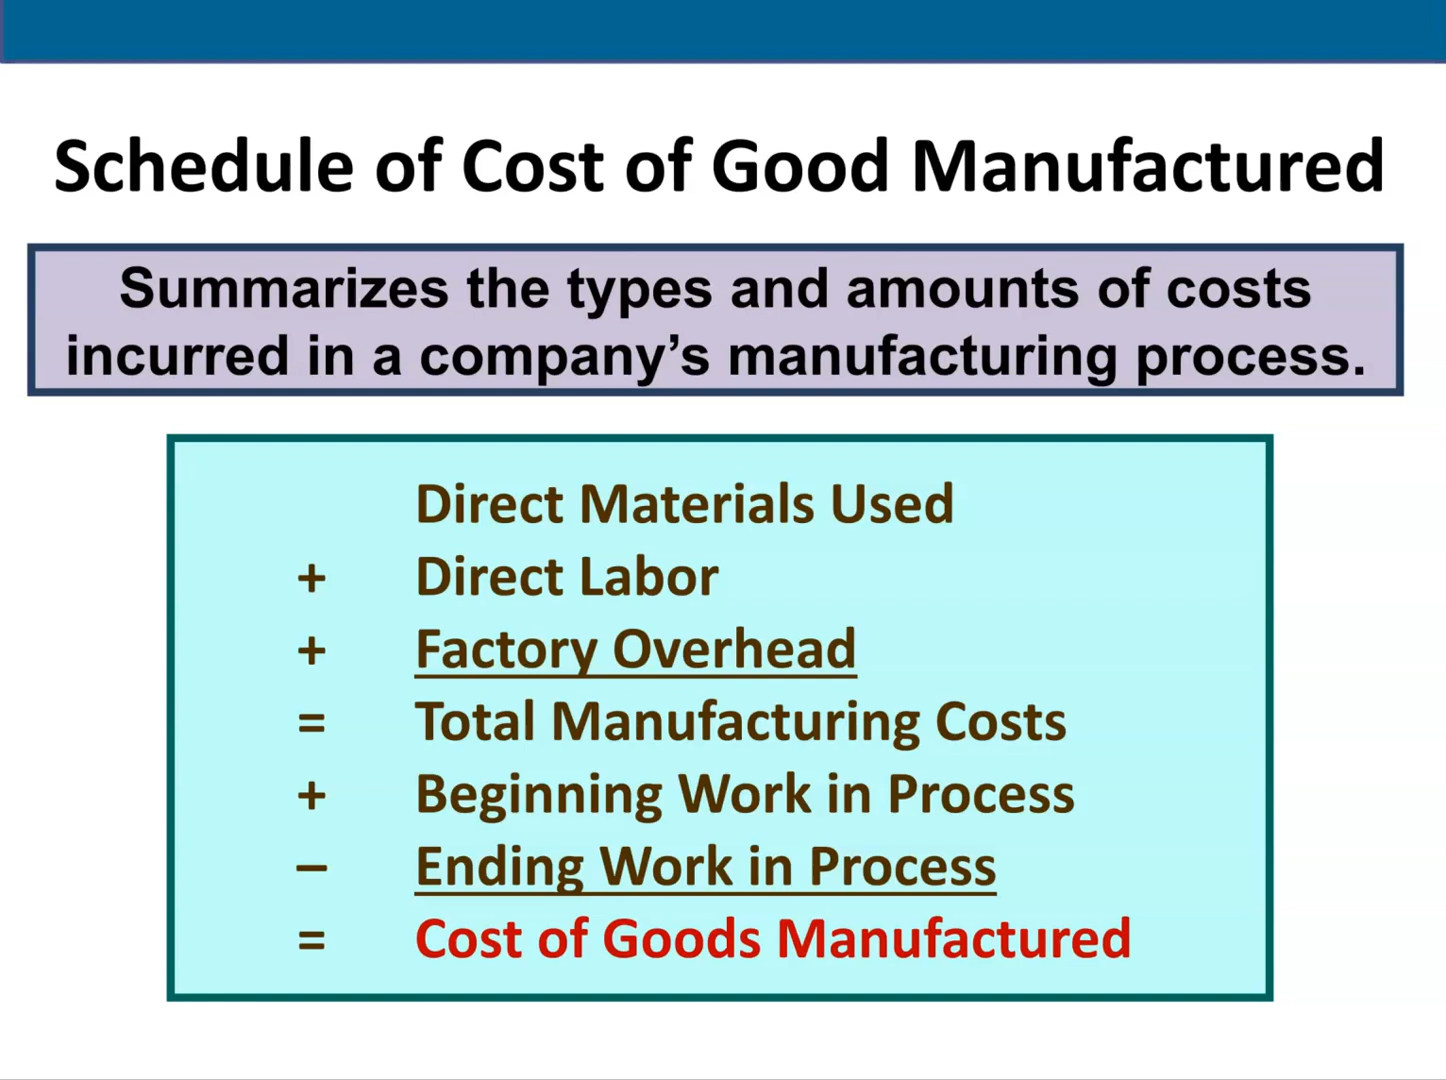 Schedule of Cost of Good Manufactured
Summarizes the types and amounts of costs
incurred in a company’s manufacturing process.
Direct Materials Used
+ Direct Labor
+ Factory Overhead
= Total Manufacturing Costs
+ Beginning Work in Process
– Ending Work in Process
= Cost of Goods Manufactured